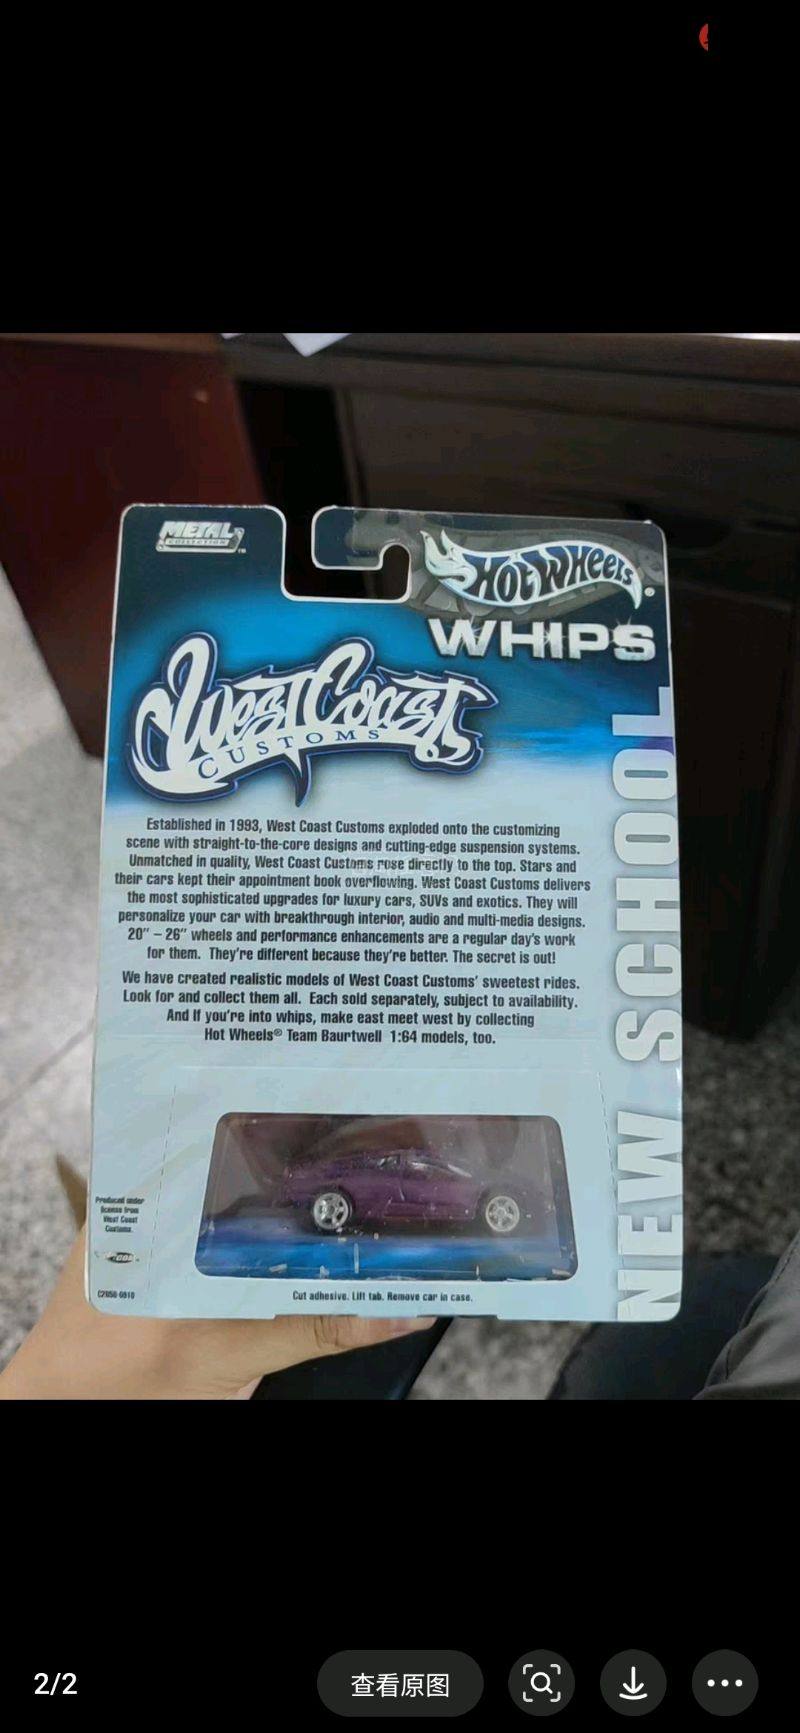 METAL
COLLECTION™
HOT WHEELS®
WHIPS
WEST COAST
CUSTOMS
Established in 1993, West Coast Customs exploded onto the customizing
scene with straight-to-the-core designs and cutting-edge suspension systems.
Unmatched in quality, West Coast Customs rose directly to the top. Stars and
their cars kept their appointment book overflowing. West Coast Customs delivers
the most sophisticated upgrades for luxury cars, SUVs and exotics. They will
personalize your car with breakthrough interior, audio and multi-media designs.
20″ – 26″ wheels and performance enhancements are a regular day's work
for them. They're different because they're better. The secret is out!
We have created realistic models of West Coast Customs' sweetest rides.
Look for and collect them all. Each sold separately, subject to availability.
And If you're into whips, make east meet west by collecting
Hot Wheels® Team Baurtwell 1:64 models, too.
NEW SCHOOL
Produced under
license from
West Coast
Customs.
Cut adhesive. Lift tab. Remove car in case.
2/2
查看原图